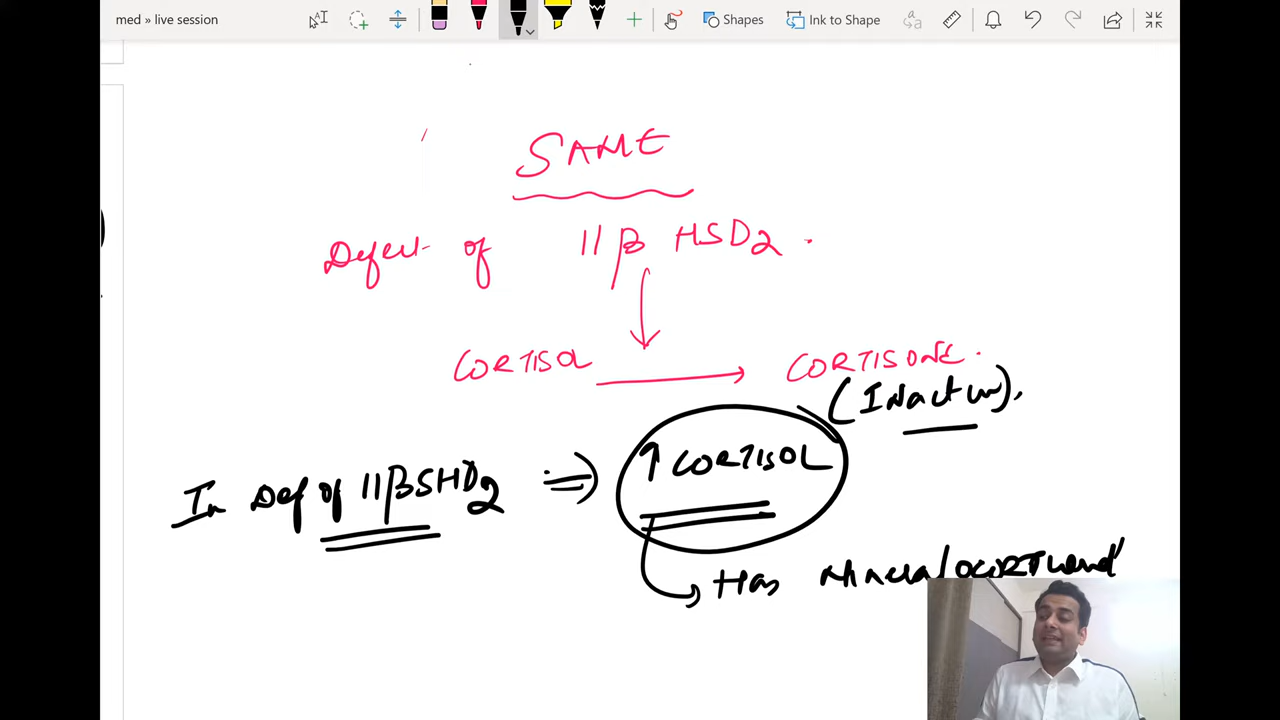 med » live session
Shapes
Ink to Shape
SAME
Defect of 11β HSD2.
CORTISOL → CORTISONE.
(Inactive),
In Def of 11βSHD2 ⇒ ↑ CORTISOL
↳ Has Mineralocorticoid